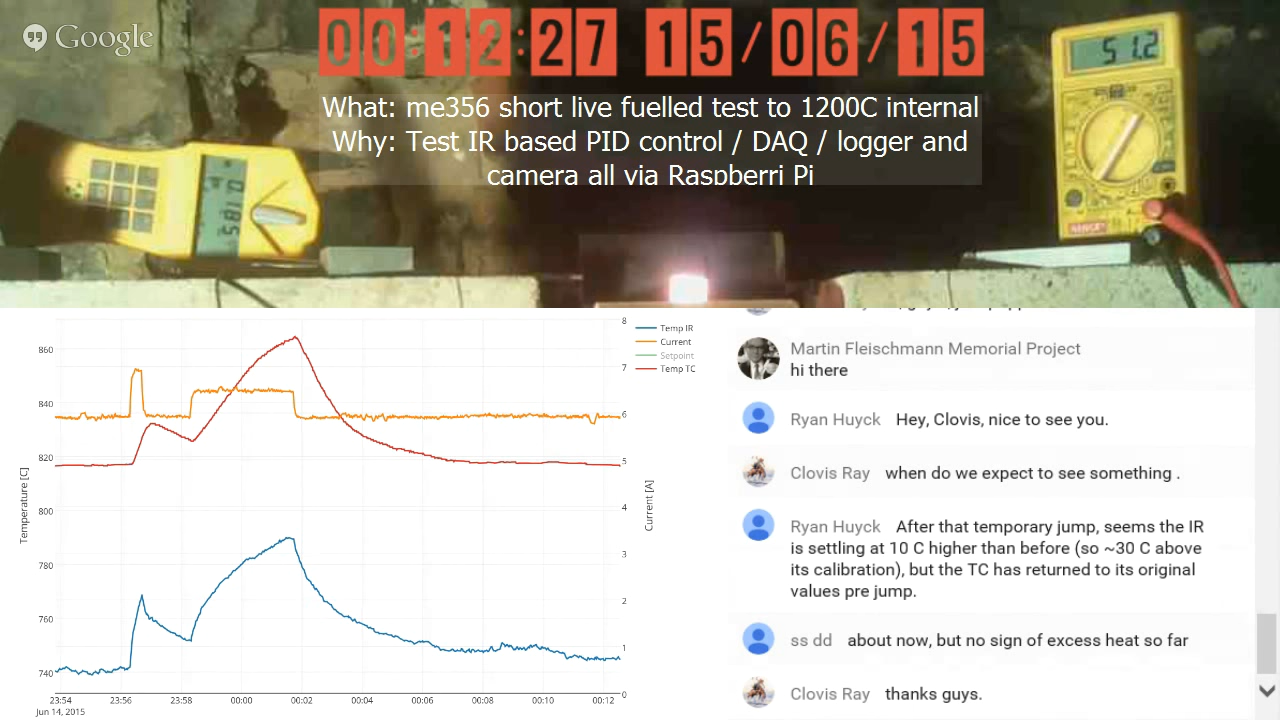 Google
00:12:27 15/06/15
What: me356 short live fuelled test to 1200C internal
Why: Test IR based PID control / DAQ / logger and
camera all via Raspberri Pi
51.2
0.185
Temp IR
Current
Setpoint
Temp TC
Temperature [C]
860
840
820
800
780
760
740
Current [A]
8
7
6
5
4
3
2
1
0
23:54 23:56 23:58 00:00 00:02 00:04 00:06 00:08 00:10 00:12
Jun 14, 2015
Martin Fleischmann Memorial Project
hi there
Ryan Huyck Hey, Clovis, nice to see you.
Clovis Ray when do we expect to see something .
Ryan Huyck After that temporary jump, seems the IR
is settling at 10 C higher than before (so ~30 C above
its calibration), but the TC has returned to its original
values pre jump.
ss dd about now, but no sign of excess heat so far
Clovis Ray thanks guys.